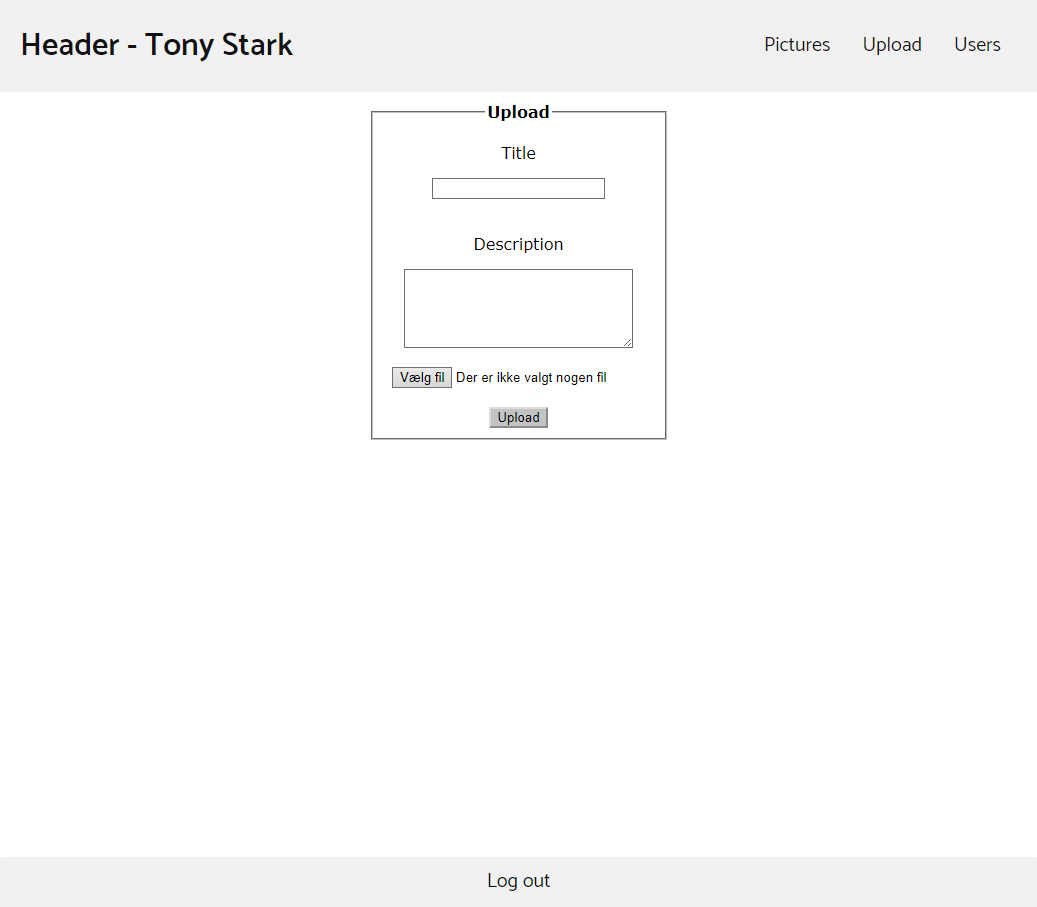 Header - Tony Stark
Pictures Upload Users
Upload
Title
Description
Vælg fil Der er ikke valgt nogen fil
Upload
Log out